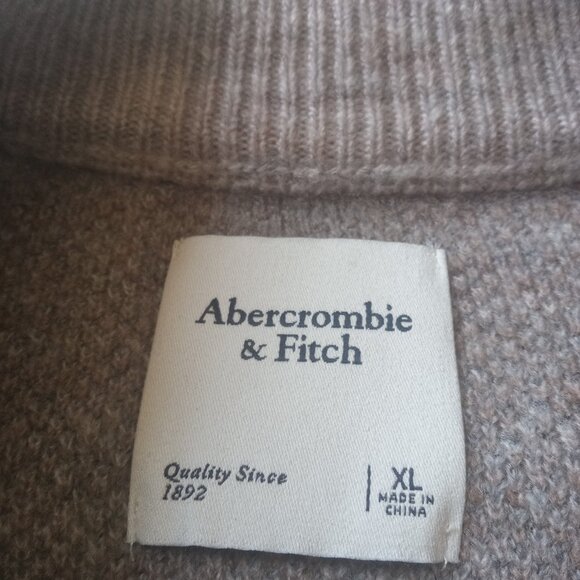 Abercrombie
& Fitch
Quality Since
1892
XL
MADE IN
CHINA